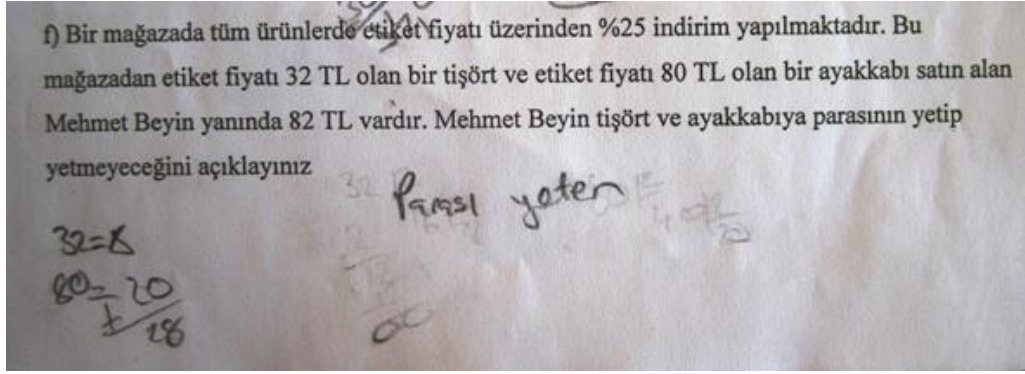 f) Bir mağazada tüm ürünlerde etiket fiyatı üzerinden %25 indirim yapılmaktadır. Bu
mağazadan etiket fiyatı 32 TL olan bir tişört ve etiket fiyatı 80 TL olan bir ayakkabı satın alan
Mehmet Beyin yanında 82 TL vardır. Mehmet Beyin tişört ve ayakkabıya parasının yetip
yetmeyeceğini açıklayınız
Parası yeter
32=8
80=20
+
28